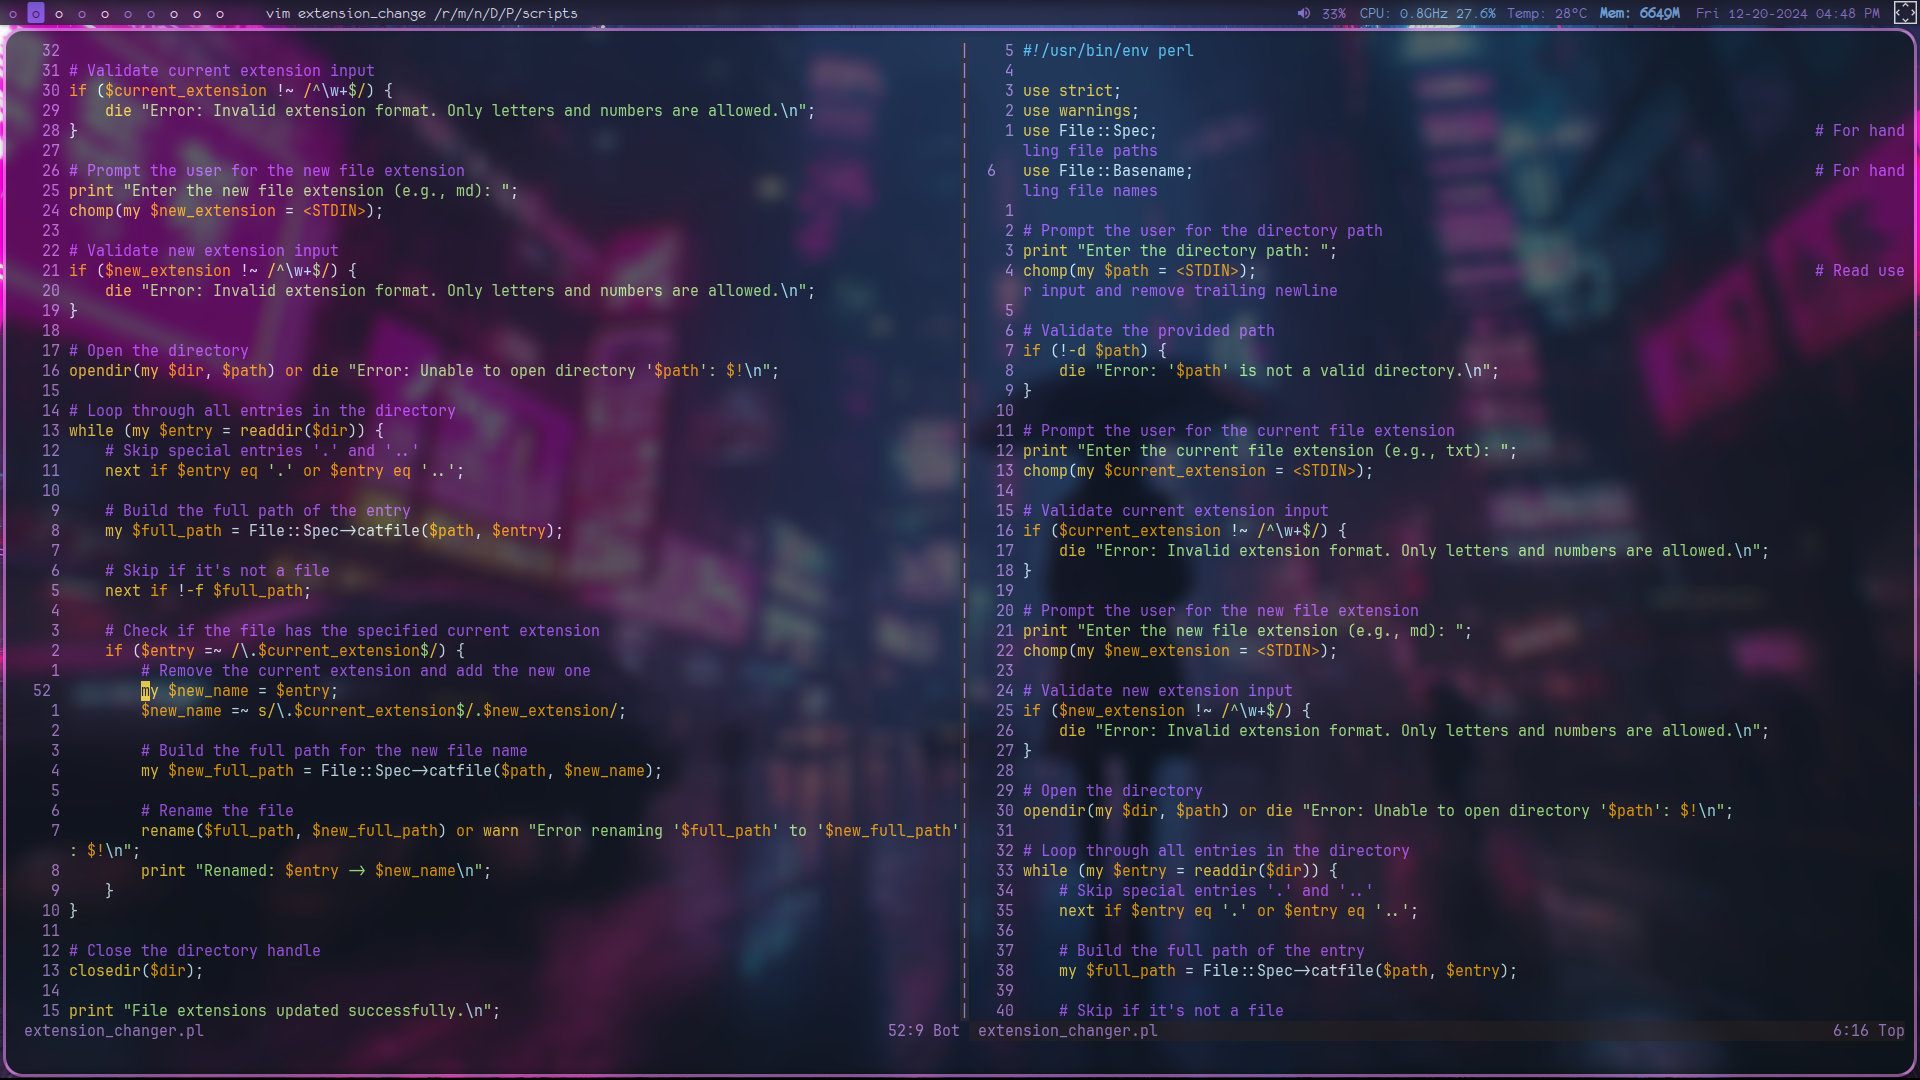 vim extension_change /r/m/n/D/P/scripts
33% CPU: 0.8GHz 27.6% Temp: 28°C Mem: 6649M Fri 12-20-2024 04:48 PM
32
31 # Validate current extension input
30 if ($current_extension !~ /^\w+$/) {
29     die "Error: Invalid extension format. Only letters and numbers are allowed.\n";
28 }
27
26 # Prompt the user for the new file extension
25 print "Enter the new file extension (e.g., md): ";
24 chomp(my $new_extension = <STDIN>);
23
22 # Validate new extension input
21 if ($new_extension !~ /^\w+$/) {
20     die "Error: Invalid extension format. Only letters and numbers are allowed.\n";
19 }
18
17 # Open the directory
16 opendir(my $dir, $path) or die "Error: Unable to open directory '$path': $!\n";
15
14 # Loop through all entries in the directory
13 while (my $entry = readdir($dir)) {
12     # Skip special entries '.' and '..'
11     next if $entry eq '.' or $entry eq '..';
10
9     # Build the full path of the entry
8     my $full_path = File::Spec->catfile($path, $entry);
7
6     # Skip if it's not a file
5     next if !-f $full_path;
4
3     # Check if the file has the specified current extension
2     if ($entry =~ /\.$current_extension$/) {
1         # Remove the current extension and add the new one
52         my $new_name = $entry;
1         $new_name =~ s/\.$current_extension$/.$new_extension/;
2
3         # Build the full path for the new file name
4         my $new_full_path = File::Spec->catfile($path, $new_name);
5
6         # Rename the file
7         rename($full_path, $new_full_path) or warn "Error renaming '$full_path' to '$new_full_path'
: $!\n";
8         print "Renamed: $entry -> $new_name\n";
9     }
10 }
11
12 # Close the directory handle
13 closedir($dir);
14
15 print "File extensions updated successfully.\n";
extension_changer.pl 52:9 Bot
5 #!/usr/bin/env perl
4
3 use strict;
2 use warnings;
1 use File::Spec; # For hand
ling file paths
6 use File::Basename; # For hand
ling file names
1
2 # Prompt the user for the directory path
3 print "Enter the directory path: ";
4 chomp(my $path = <STDIN>); # Read use
r input and remove trailing newline
5
6 # Validate the provided path
7 if (!-d $path) {
8     die "Error: '$path' is not a valid directory.\n";
9 }
10
11 # Prompt the user for the current file extension
12 print "Enter the current file extension (e.g., txt): ";
13 chomp(my $current_extension = <STDIN>);
14
15 # Validate current extension input
16 if ($current_extension !~ /^\w+$/) {
17     die "Error: Invalid extension format. Only letters and numbers are allowed.\n";
18 }
19
20 # Prompt the user for the new file extension
21 print "Enter the new file extension (e.g., md): ";
22 chomp(my $new_extension = <STDIN>);
23
24 # Validate new extension input
25 if ($new_extension !~ /^\w+$/) {
26     die "Error: Invalid extension format. Only letters and numbers are allowed.\n";
27 }
28
29 # Open the directory
30 opendir(my $dir, $path) or die "Error: Unable to open directory '$path': $!\n";
31
32 # Loop through all entries in the directory
33 while (my $entry = readdir($dir)) {
34     # Skip special entries '.' and '..'
35     next if $entry eq '.' or $entry eq '..';
36
37     # Build the full path of the entry
38     my $full_path = File::Spec->catfile($path, $entry);
39
40     # Skip if it's not a file
extension_changer.pl 6:16 Top